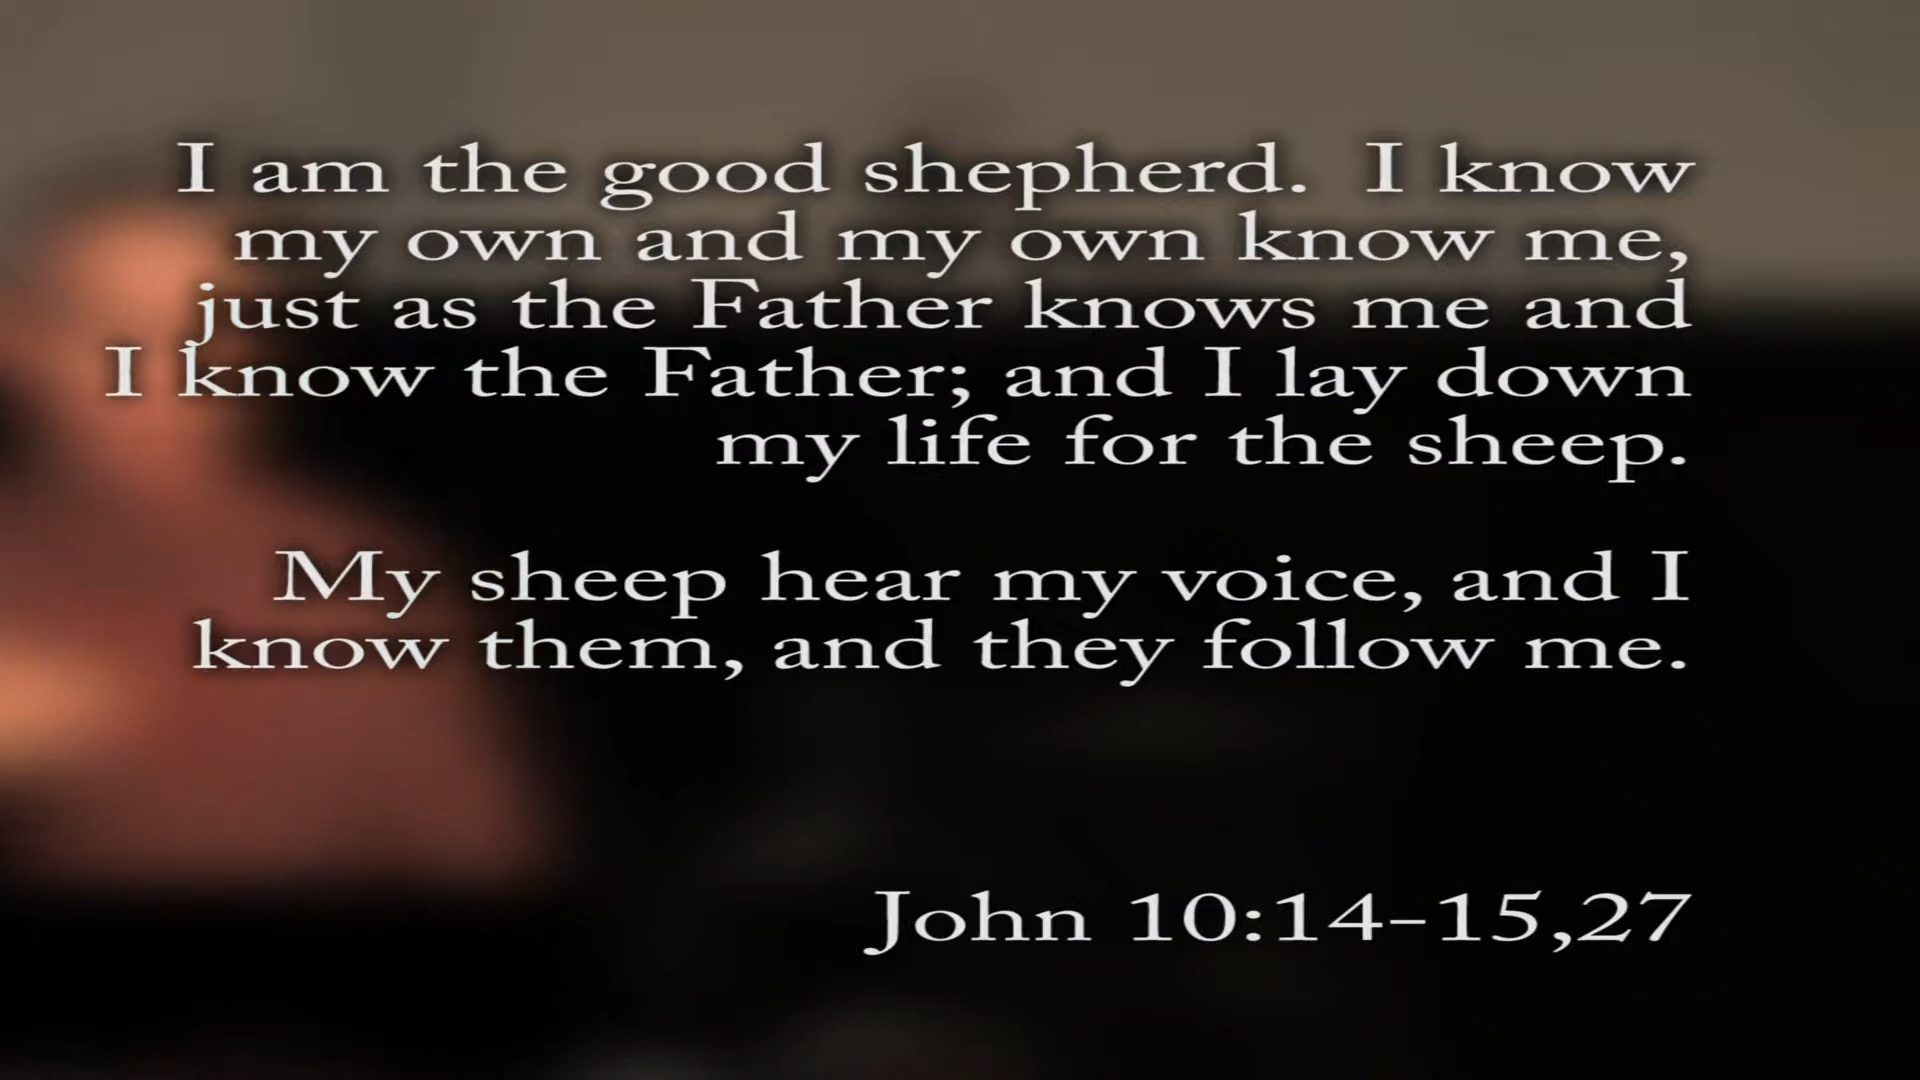 I am the good shepherd. I know
my own and my own know me,
just as the Father knows me and
I know the Father; and I lay down
my life for the sheep.
My sheep hear my voice, and I
know them, and they follow me.
John 10:14–15,27